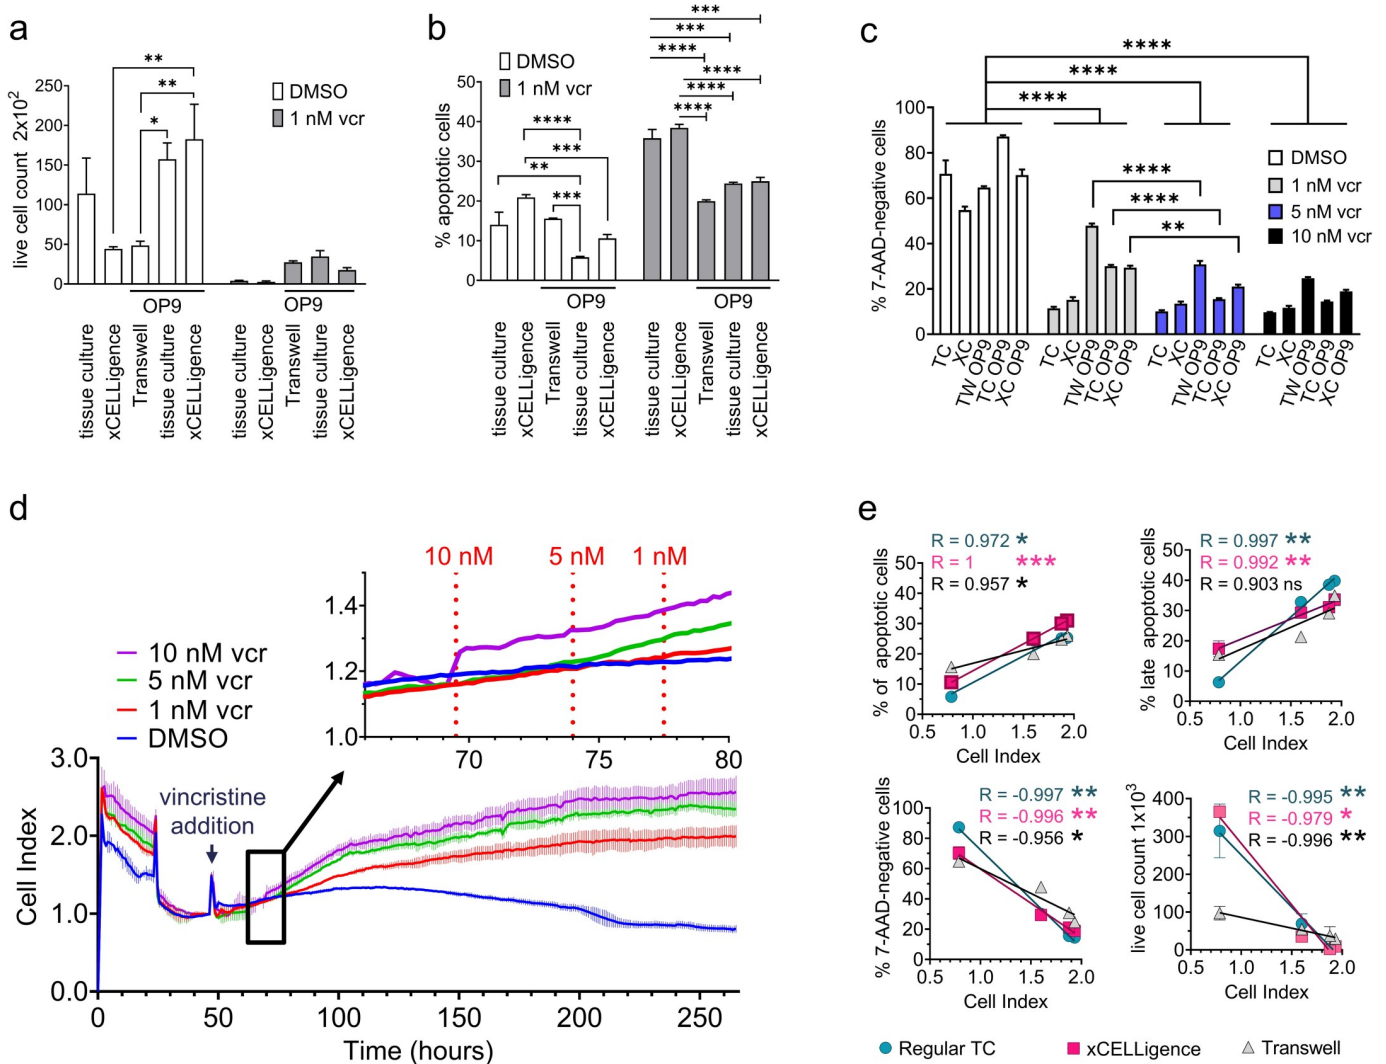 a
live cell count 2x10²
250
200
150
100
50
0
**
**
*
DMSO
1 nM vcr
OP9
OP9
tissue culture
xCELLigence
Transwell
tissue culture
xCELLigence
tissue culture
xCELLigence
Transwell
tissue culture
xCELLigence
b
% apoptotic cells
50
40
30
20
10
0
DMSO
1 nM vcr
****
***
**
***
***
***
****
****
****
****
OP9
OP9
tissue culture
xCELLigence
Transwell
tissue culture
xCELLigence
tissue culture
xCELLigence
Transwell
tissue culture
xCELLigence
c
% 7-AAD-negative cells
100
80
60
40
20
0
****
****
****
****
****
**
DMSO
1 nM vcr
5 nM vcr
10 nM vcr
TC
XC
TW OP9
TC OP9
XC OP9
TC
XC
TW OP9
TC OP9
XC OP9
TC
XC
TW OP9
TC OP9
XC OP9
TC
XC
TW OP9
TC OP9
XC OP9
d
10 nM
5 nM
1 nM
1.4
1.2
1.0
70
75
80
10 nM vcr
5 nM vcr
1 nM vcr
DMSO
vincristine
addition
Cell Index
3.0
2.0
1.0
0.0
0
50
100
150
200
250
Time (hours)
e
R = 0.972 *
R = 1 ***
R = 0.957 *
% of apoptotic cells
50
40
30
20
10
0
0.5
1.0
1.5
2.0
Cell Index
R = 0.997 **
R = 0.992 **
R = 0.903 ns
% late apoptotic cells
50
40
30
20
10
0
0.5
1.0
1.5
2.0
Cell Index
R = -0.997 **
R = -0.996 **
R = -0.956 *
% 7-AAD-negative cells
100
80
60
40
20
0
0.5
1.0
1.5
2.0
Cell Index
R = -0.995 **
R = -0.979 *
R = -0.996 **
live cell count 1x10³
400
300
200
100
0
0.5
1.0
1.5
2.0
Cell Index
Regular TC
xCELLigence
Transwell